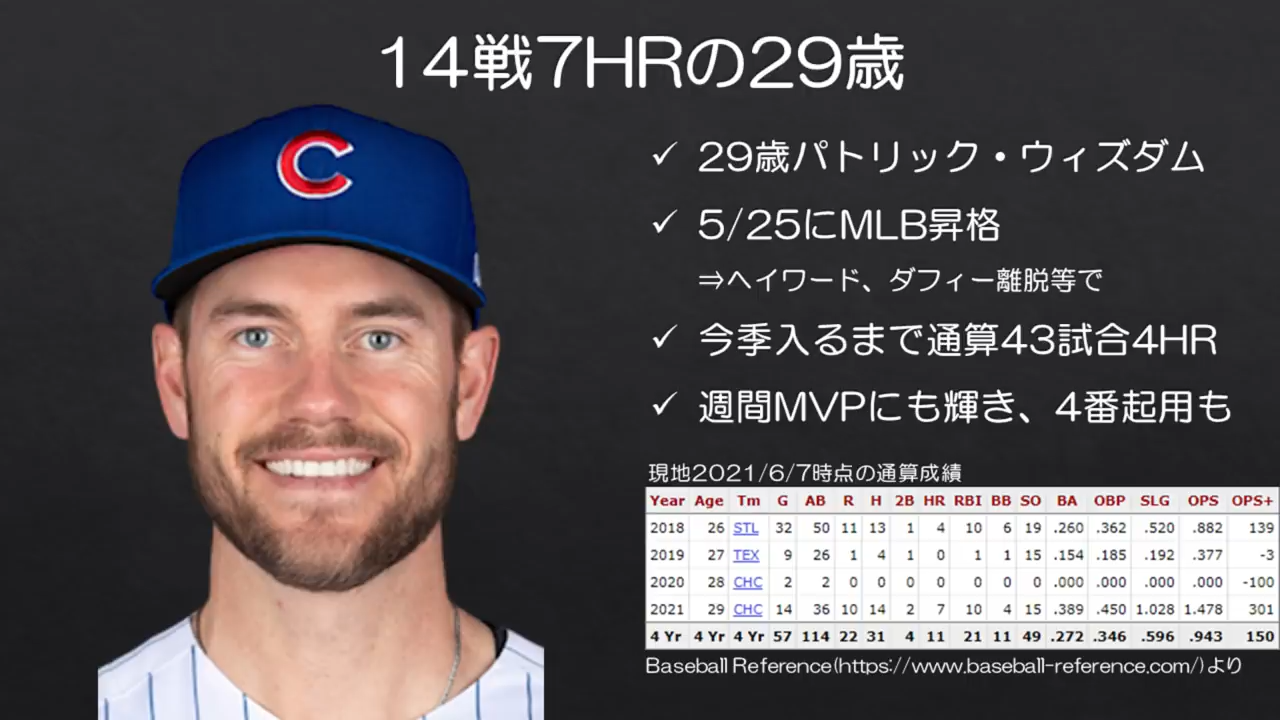 14戦7HRの29歳
C
✓ 29歳パトリック・ウィズダム
✓ 5/25にMLB昇格
⇒ヘイワード、ダフィー離脱等で
✓ 今季入るまで通算43試合4HR
✓ 週間MVPにも輝き、4番起用も
現地2021/6/7時点の通算成績
Year Age Tm G AB R H 2B HR RBI BB SO BA OBP SLG OPS OPS+
2018 26 STL 32 50 11 13 1 4 10 6 19 .260 .362 .520 .882 139
2019 27 TEX 9 26 1 4 1 0 1 1 15 .154 .185 .192 .377 -3
2020 28 CHC 2 2 0 0 0 0 0 0 0 .000 .000 .000 .000 -100
2021 29 CHC 14 36 10 14 2 7 10 4 15 .389 .450 1.028 1.478 301
4 Yr 4 Yr 4 Yr 57 114 22 31 4 11 21 11 49 .272 .346 .596 .943 150
Baseball Reference(https://www.baseball-reference.com/)より